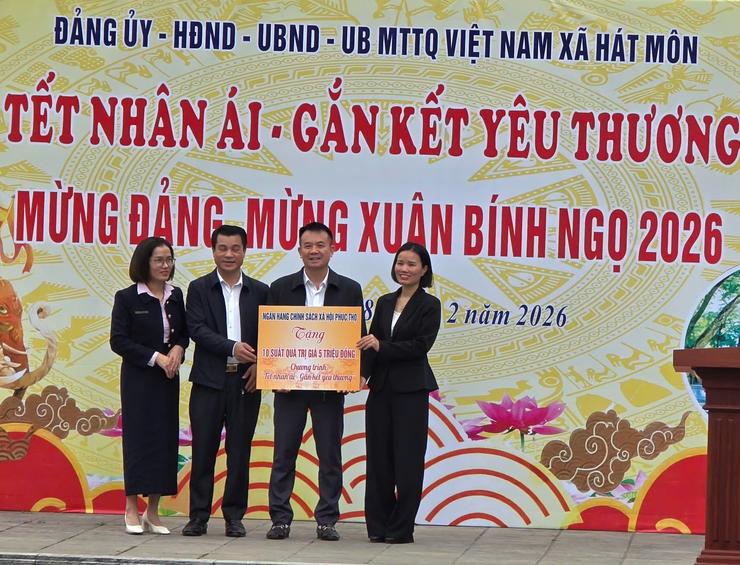 ĐẢNG ỦY - HĐND - UBND - UB MTTQ VIỆT NAM XÃ HÁT MÔN
TẾT NHÂN ÁI - GẮN KẾT YÊU THƯƠNG
MỪNG ĐẢNG, MỪNG XUÂN BÍNH NGỌ 2026
8 2 năm 2026
NGÂN HÀNG CHÍNH SÁCH XÃ HỘI PHÚC THỌ
Tặng
10 SUẤT QUÀ TRỊ GIÁ 5 TRIỆU ĐỒNG
Chương trình
Tết nhân ái - Gắn kết yêu thương